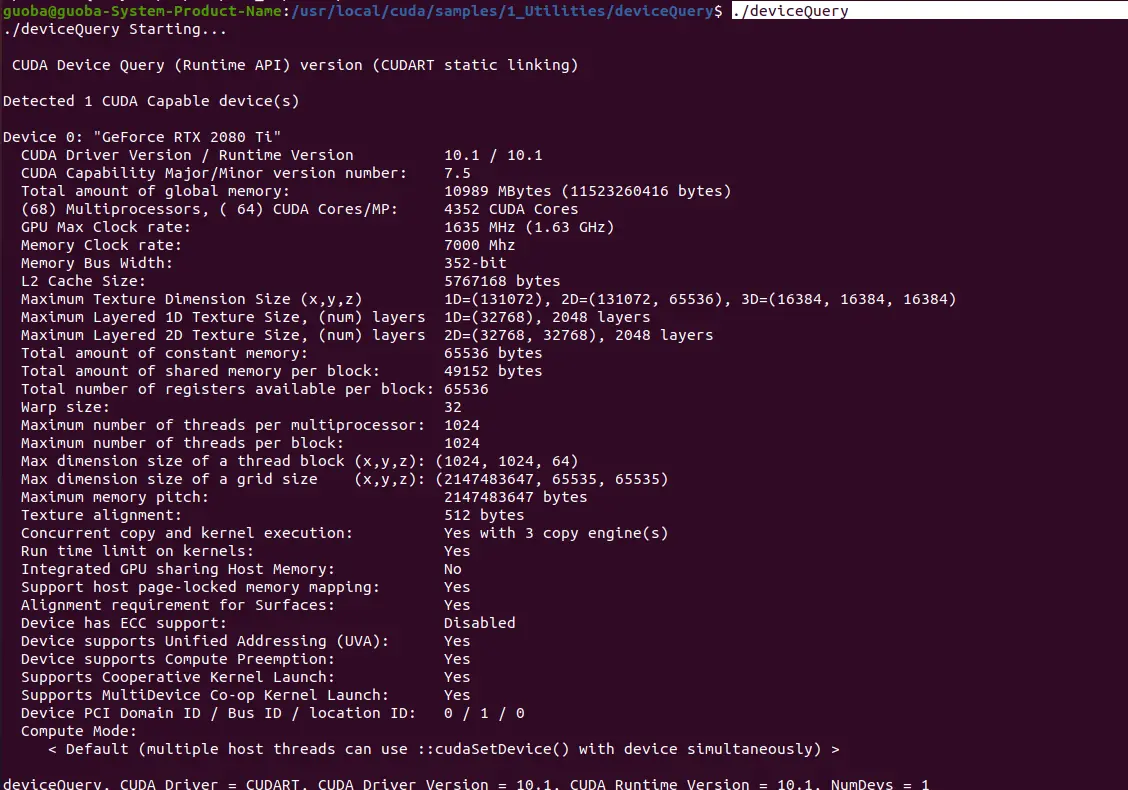 guoba@guoba-System-Product-Name:/usr/local/cuda/samples/1_Utilities/deviceQuery$ ./deviceQuery
./deviceQuery Starting...
CUDA Device Query (Runtime API) version (CUDART static linking)
Detected 1 CUDA Capable device(s)
Device 0: "GeForce RTX 2080 Ti"
CUDA Driver Version / Runtime Version 10.1 / 10.1
CUDA Capability Major/Minor version number: 7.5
Total amount of global memory: 10989 MBytes (11523260416 bytes)
(68) Multiprocessors, ( 64) CUDA Cores/MP: 4352 CUDA Cores
GPU Max Clock rate: 1635 MHz (1.63 GHz)
Memory Clock rate: 7000 Mhz
Memory Bus Width: 352-bit
L2 Cache Size: 5767168 bytes
Maximum Texture Dimension Size (x,y,z) 1D=(131072), 2D=(131072, 65536), 3D=(16384, 16384, 16384)
Maximum Layered 1D Texture Size, (num) layers 1D=(32768), 2048 layers
Maximum Layered 2D Texture Size, (num) layers 2D=(32768, 32768), 2048 layers
Total amount of constant memory: 65536 bytes
Total amount of shared memory per block: 49152 bytes
Total number of registers available per block: 65536
Warp size: 32
Maximum number of threads per multiprocessor: 1024
Maximum number of threads per block: 1024
Max dimension size of a thread block (x,y,z): (1024, 1024, 64)
Max dimension size of a grid size (x,y,z): (2147483647, 65535, 65535)
Maximum memory pitch: 2147483647 bytes
Texture alignment: 512 bytes
Concurrent copy and kernel execution: Yes with 3 copy engine(s)
Run time limit on kernels: Yes
Integrated GPU sharing Host Memory: No
Support host page-locked memory mapping: Yes
Alignment requirement for Surfaces: Yes
Device has ECC support: Disabled
Device supports Unified Addressing (UVA): Yes
Device supports Compute Preemption: Yes
Supports Cooperative Kernel Launch: Yes
Supports MultiDevice Co-op Kernel Launch: Yes
Device PCI Domain ID / Bus ID / location ID: 0 / 1 / 0
Compute Mode:
< Default (multiple host threads can use ::cudaSetDevice() with device simultaneously) >
deviceQuery, CUDA Driver = CUDART, CUDA Driver Version = 10.1, CUDA Runtime Version = 10.1, NumDevs = 1